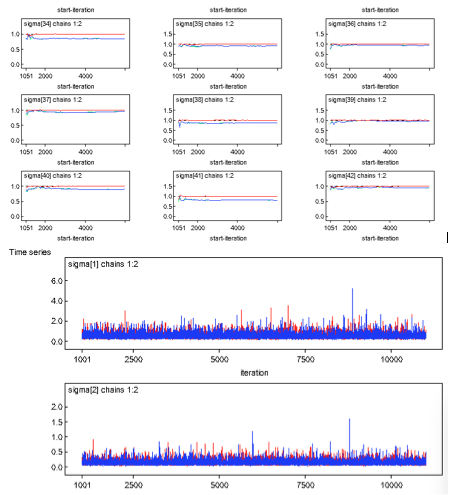 start-iteration start-iteration start-iteration
sigma[34] chains 1:2 sigma[35] chains 1:2 sigma[36] chains 1:2
1.0 1.5 1.5
0.5 1.0 1.0
0.0 0.5 0.5
0.0 0.0
1051 2000 4000 1051 2000 4000 1051 2000 4000
start-iteration start-iteration start-iteration
sigma[37] chains 1:2 sigma[38] chains 1:2 sigma[39] chains 1:2
1.0 1.5 1.5
0.5 1.0 1.0
0.0 0.5 0.5
0.0 0.0
1051 2000 4000 1051 2000 4000 1051 2000 4000
start-iteration start-iteration start-iteration
sigma[40] chains 1:2 sigma[41] chains 1:2 sigma[42] chains 1:2
1.0 1.5 1.0
0.5 1.0 0.5
0.0 0.5 0.0
0.0
1051 2000 4000 1051 2000 4000 1051 2000 4000
start-iteration start-iteration start-iteration
Time series
sigma[1] chains 1:2
6.0
4.0
2.0
0.0
1001 2500 5000 7500 10000
iteration
sigma[2] chains 1:2
2.0
1.5
1.0
0.5
0.0
1001 2500 5000 7500 10000